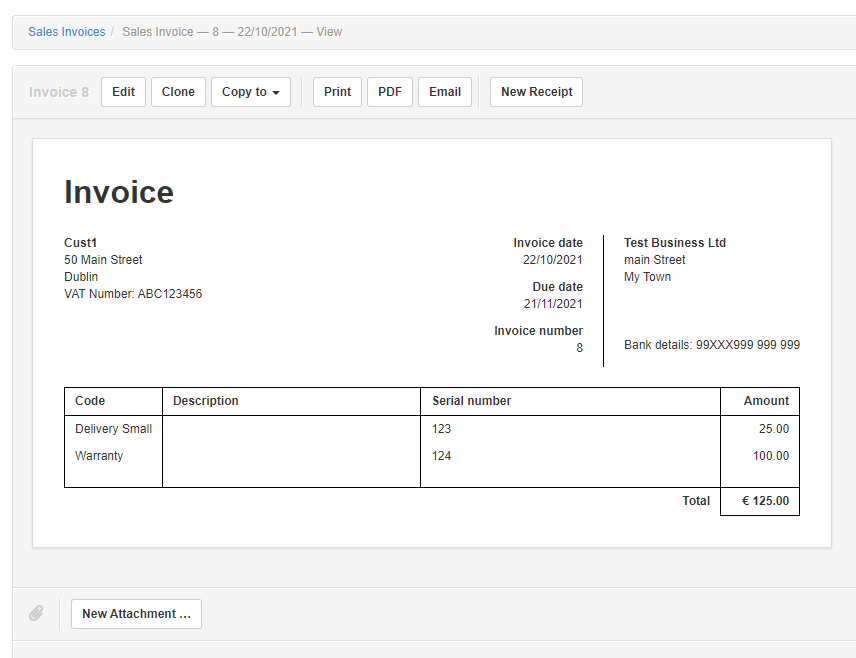 Sales Invoices / Sales Invoice — 8 — 22/10/2021 — View
Invoice 8 Edit Clone Copy to Print PDF Email New Receipt
Invoice
Cust1
50 Main Street
Dublin
VAT Number: ABC123456
Invoice date
22/10/2021
Due date
21/11/2021
Invoice number
8
Test Business Ltd
main Street
My Town
Bank details: 99XXX999 999 999
Code Description Serial number Amount
Delivery Small 123 25.00
Warranty 124 100.00
Total € 125.00
New Attachment ...